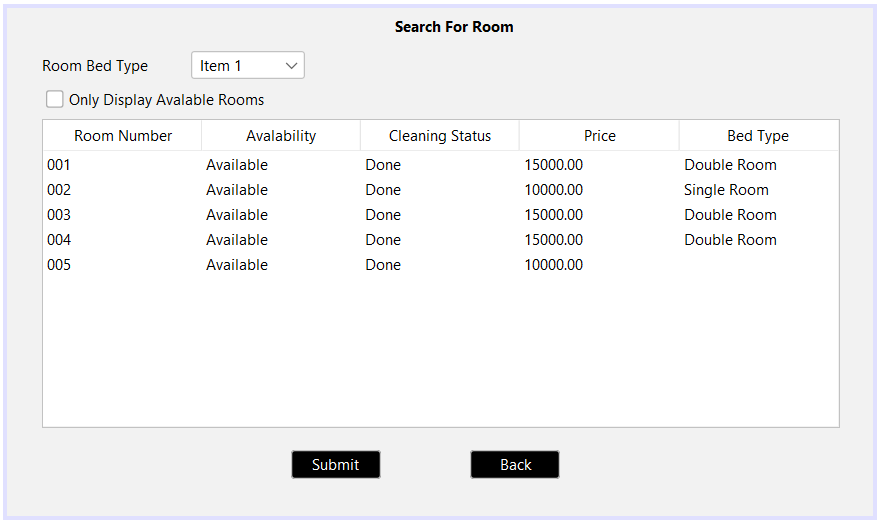 Search For Room
Room Bed Type Item 1
Only Display Avalable Rooms
Room Number Avalability Cleaning Status Price Bed Type
001 Available Done 15000.00 Double Room
002 Available Done 10000.00 Single Room
003 Available Done 15000.00 Double Room
004 Available Done 15000.00 Double Room
005 Available Done 10000.00
Submit Back